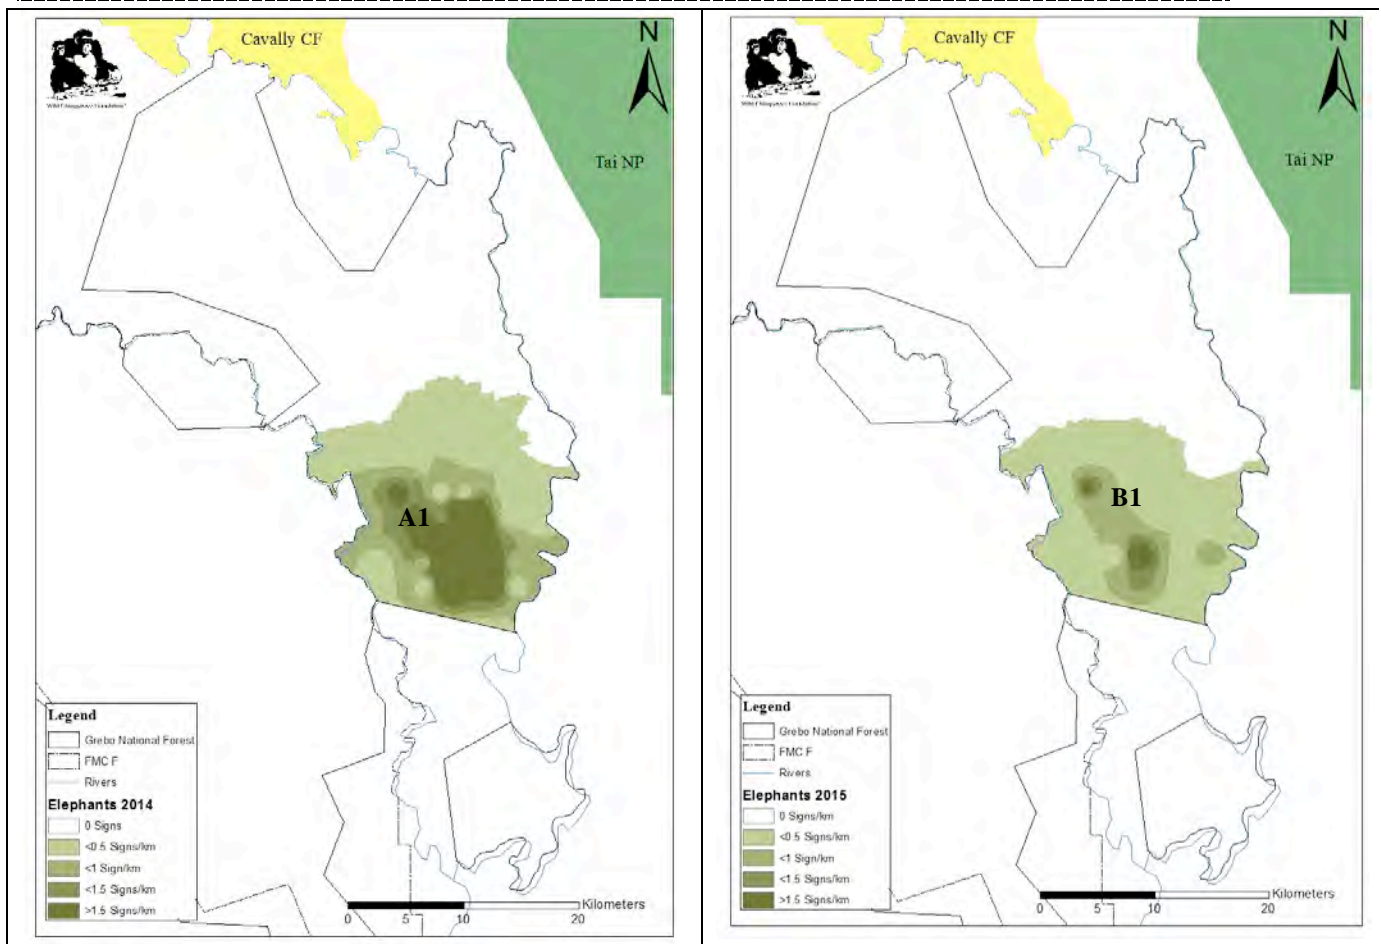 Cavally CF
N
Tai NP
A1
Legend
Grebo National Forest
FMC F
Rivers
Elephants 2014
0 Signs
<0.5 Signs/km
<1 Sign/km
<1.5 Signs/km
>1.5 Signs/km
Kilometers
0 5 10 20
Cavally CF
N
Tai NP
B1
Legend
Grebo National Forest
FMC F
Rivers
Elephants 2015
0 Signs/km
<0.5 Signs/km
<1 Signs/km
<1.5 Signs/km
>1.5 Signs/km
Kilometers
0 5 10 20